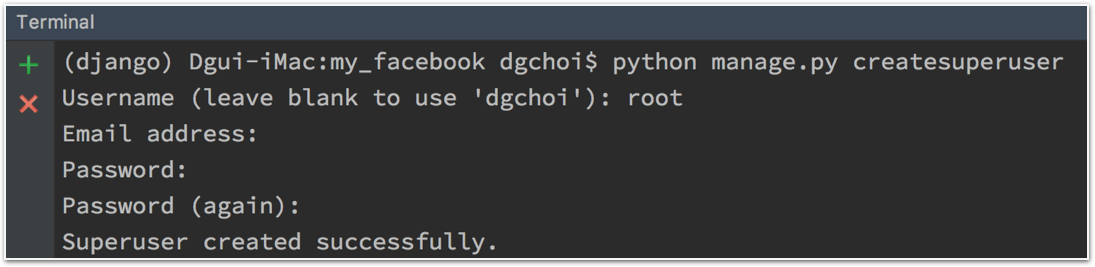 Terminal
(django) Dgui-iMac:my_facebook dgchoi$ python manage.py createsuperuser
Username (leave blank to use 'dgchoi'): root
Email address:
Password:
Password (again):
Superuser created successfully.